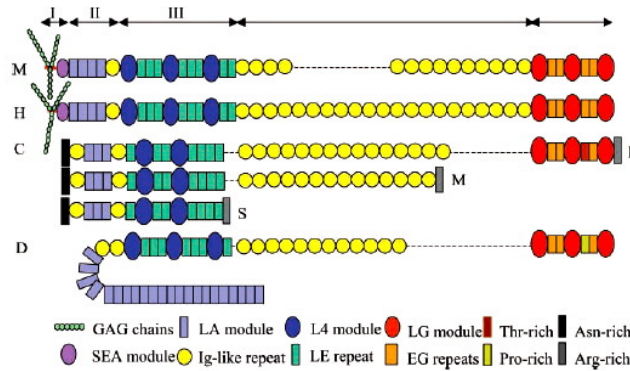 I II III
M
H
C
M
S
D
GAG chains LA module L4 module LG module Thr-rich Asn-rich
SEA module Ig-like repeat LE repeat EG repeats Pro-rich Arg-rich